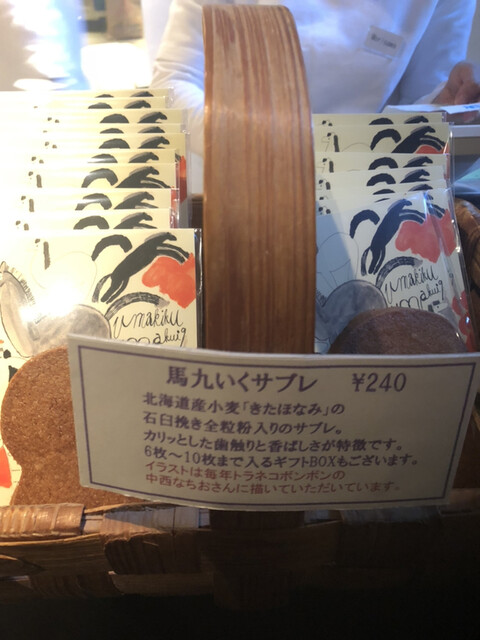 Umakiku
馬九いくサブレ ¥240
北海道産小麦「きたほなみ」の
石臼挽き全粒粉入りのサブレ。
カリッとした歯触りと香ばしさが特徴です。
6枚〜10枚まで入るギフトBOXもございます。
イラストは毎年トラネコボンボンの
中西なちおさんに描いていただいています。